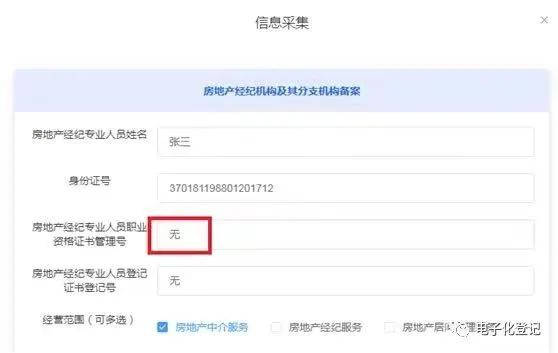 信息采集
房地产经纪机构及其分支机构备案
房地产经纪专业人员姓名
张三
身份证号
370181198801201712
房地产经纪专业人员职业
资格证书管理号
无
房地产经纪专业人员登记
证书登记号
无
经营范围（可多选）
房地产中介服务
房地产经纪服务
房地产居间
电子化登记